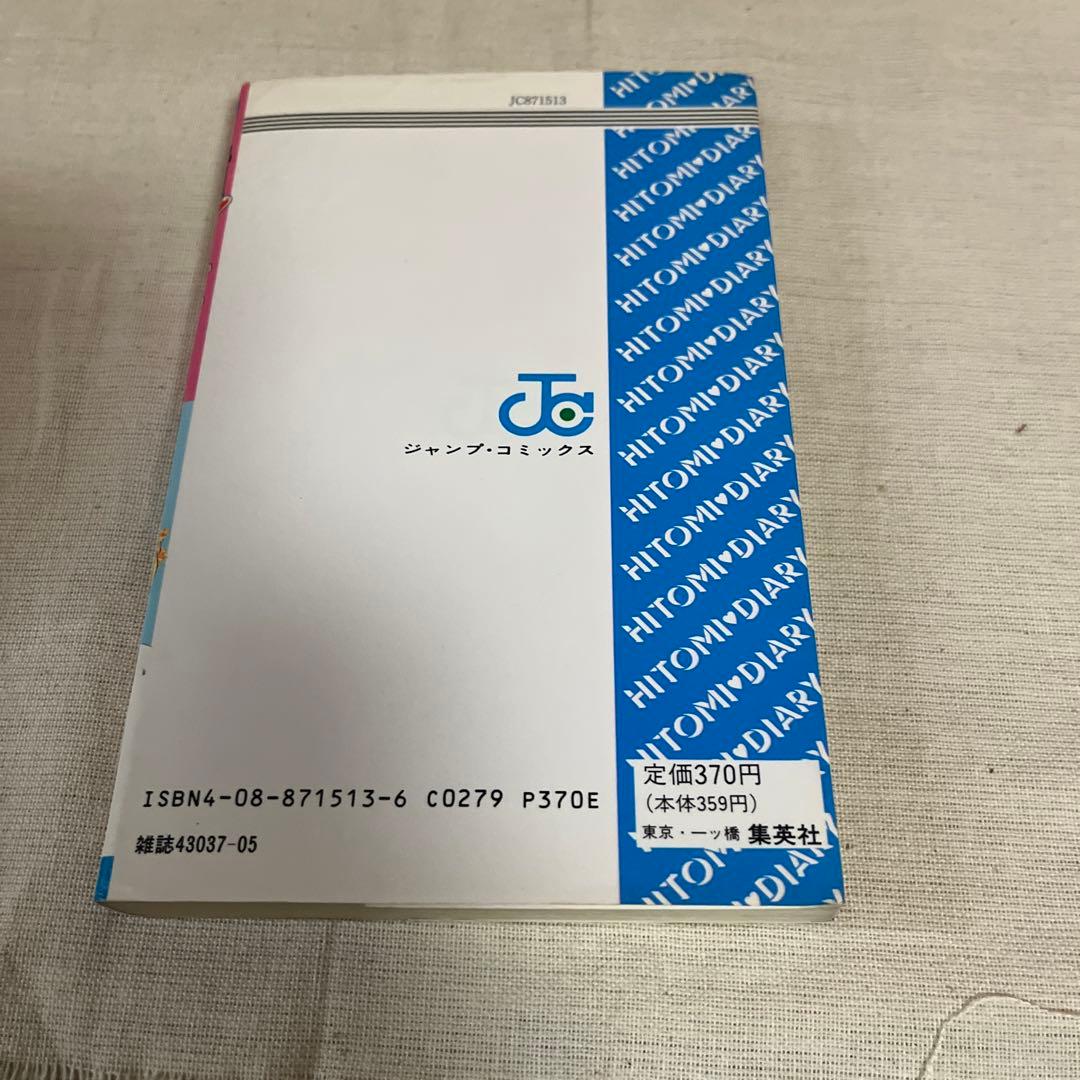 JC871513
HITOMI♥DIARY
HITOMI♥DIARY
HITOMI♥DIARY
HITOMI♥DIARY
HITOMI♥DIARY
HITOMI♥DIARY
HITOMI♥DIARY
HITOMI♥DIARY
HITOMI♥DIARY
HITOMI♥DIARY
HITOMI♥DIARY
JC
ジャンプ・コミックス
ISBN4-08-871513-6 C0279 P370E
雑誌43037-05
定価370円
(本体359円)
東京・一ッ橋 集英社